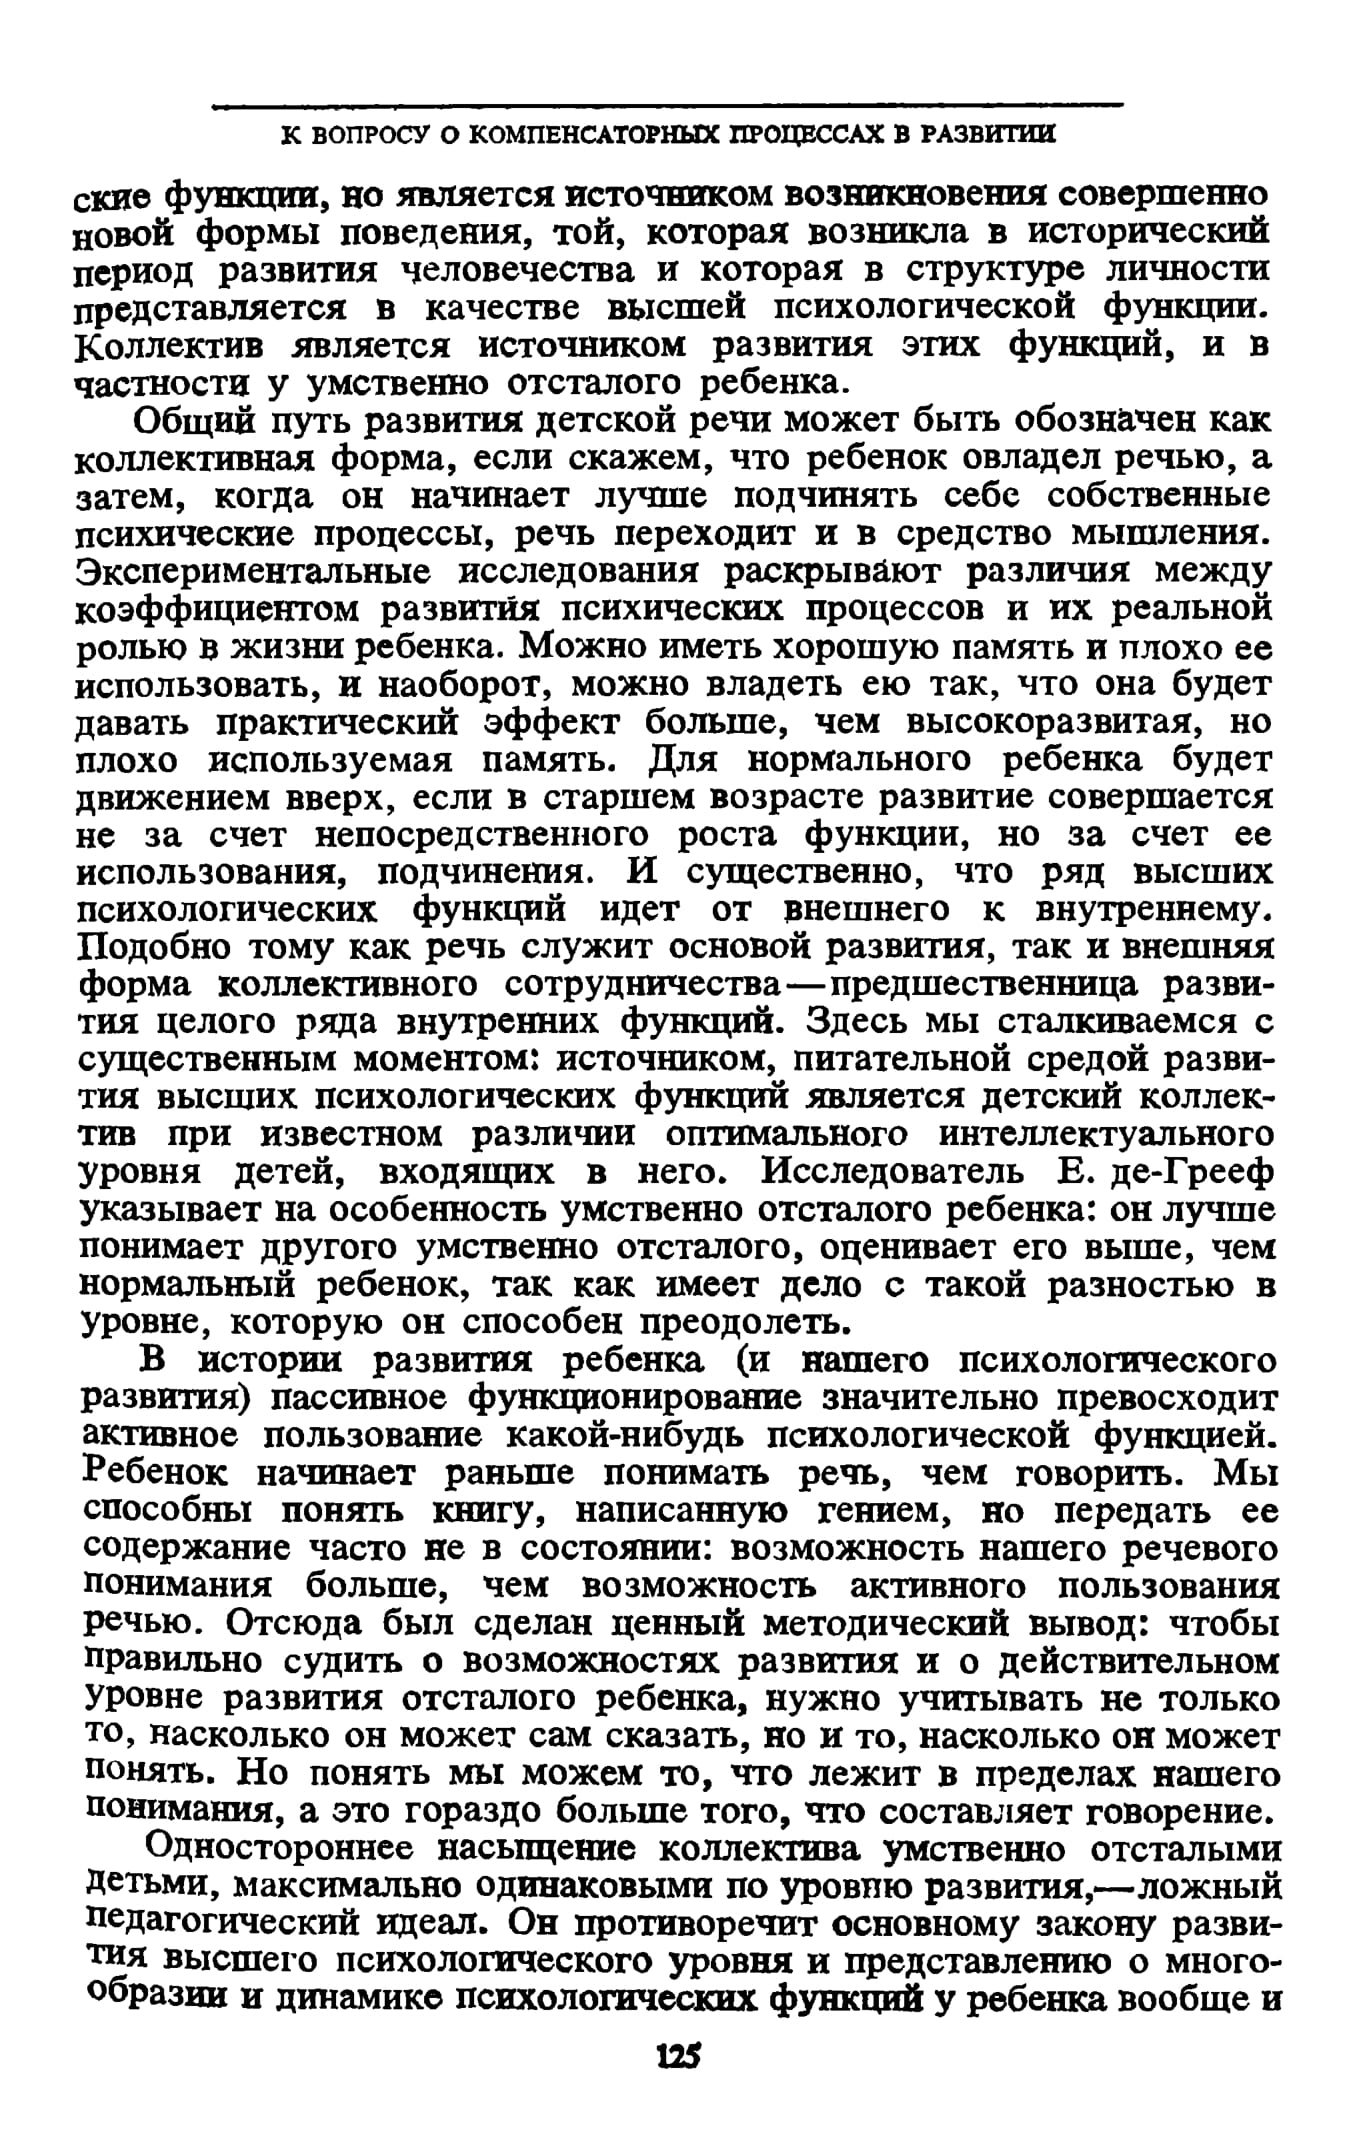 К ВОПРОСУ О КОМПЕНСАТОРНЫХ ПРОЦЕССАХ В РАЗВИТИИ
ские функции, но является источником возникновения совершенно
новой формы поведения, той, которая возникла в исторический
период развития человечества и которая в структуре личности
представляется в качестве высшей психологической функции.
Коллектив является источником развития этих функций, и в
частности у умственно отсталого ребенка.
Общий путь развития детской речи может быть обозначен как
коллективная форма, если скажем, что ребенок овладел речью, а
затем, когда он начинает лучше подчинять себе собственные
психические процессы, речь переходит и в средство мышления.
Экспериментальные исследования раскрывают различия между
коэффициентом развития психических процессов и их реальной
ролью в жизни ребенка. Можно иметь хорошую память и плохо ее
использовать, и наоборот, можно владеть ею так, что она будет
давать практический эффект больше, чем высокоразвитая, но
плохо используемая память. Для нормального ребенка будет
движением вверх, если в старшем возрасте развитие совершается
не за счет непосредственного роста функции, но за счет ее
использования, подчинения. И существенно, что ряд высших
психологических функций идет от внешнего к внутреннему.
Подобно тому как речь служит основой развития, так и внешняя
форма коллективного сотрудничества—предшественница разви-
тия целого ряда внутренних функций. Здесь мы сталкиваемся с
существенным моментом: источником, питательной средой разви-
тия высших психологических функций является детский коллек-
тив при известном различии оптимального интеллектуального
уровня детей, входящих в него. Исследователь Е. де-Грееф
указывает на особенность умственно отсталого ребенка: он лучше
понимает другого умственно отсталого, оценивает его выше, чем
нормальный ребенок, так как имеет дело с такой разностью в
уровне, которую он способен преодолеть.
В истории развития ребенка (и нашего психологического
развития) пассивное функционирование значительно превосходит
активное пользование какой-нибудь психологической функцией.
Ребенок начинает раньше понимать речь, чем говорить. Мы
способны понять книгу, написанную гением, но передать ее
содержание часто не в состоянии: возможность нашего речевого
понимания больше, чем возможность активного пользования
речью. Отсюда был сделан ценный методический вывод: чтобы
правильно судить о возможностях развития и о действительном
уровне развития отсталого ребенка, нужно учитывать не только
то, насколько он может сам сказать, но и то, насколько он может
понять. Но понять мы можем то, что лежит в пределах нашего
понимания, а это гораздо больше того, что составляет говорение.
Одностороннее насыщение коллектива умственно отсталыми
детьми, максимально одинаковыми по уровню развития,—ложный
педагогический идеал. Он противоречит основному закону разви-
тия высшего психологического уровня и представлению о много-
образии и динамике психологических функций у ребенка вообще и
125